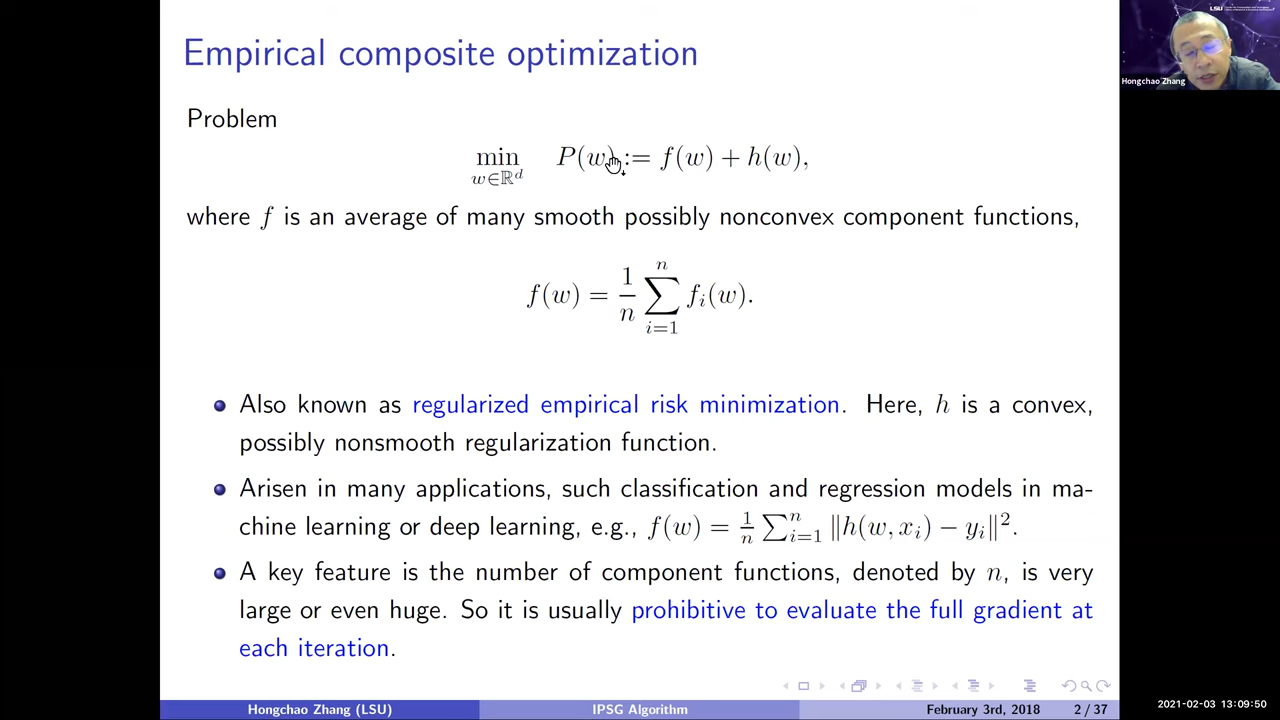 LSU
Hongchao Zhang
Empirical composite optimization
Problem
min P(w) := f(w) + h(w),
w∈ℝ^d
where f is an average of many smooth possibly nonconvex component functions,
f(w) = 1/n ∑_{i=1}^{n} f_i(w).
Also known as regularized empirical risk minimization. Here, h is a convex,
possibly nonsmooth regularization function.
Arisen in many applications, such classification and regression models in ma-
chine learning or deep learning, e.g., f(w) = 1/n ∑_{i=1}^{n} ‖h(w, x_i) − y_i‖².
A key feature is the number of component functions, denoted by n, is very
large or even huge. So it is usually prohibitive to evaluate the full gradient at
each iteration.
Hongchao Zhang (LSU) IPSG Algorithm February 3rd, 2018 2 / 37
2021-02-03 13:09:50